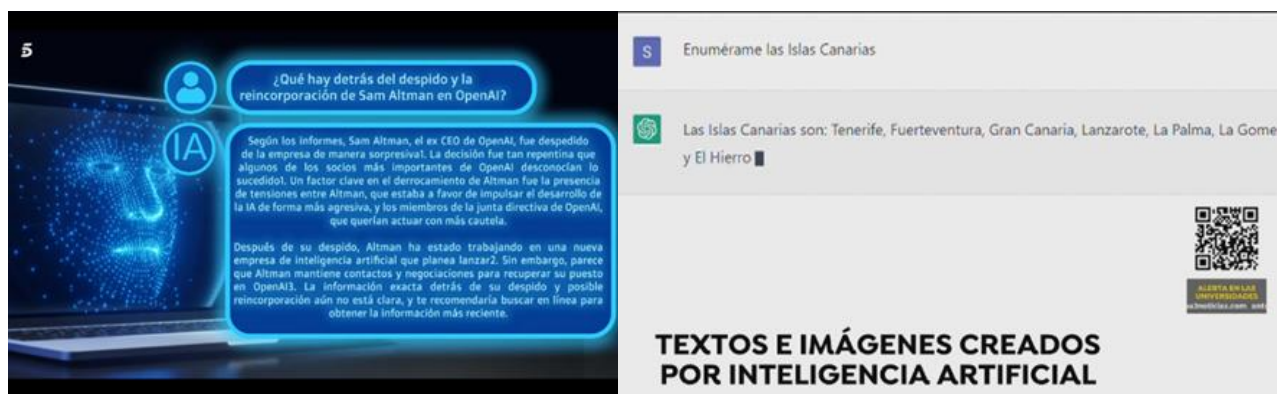 5
¿Qué hay detrás del despido y la
reincorporación de Sam Altman en OpenAI?
IA
Según los informes, Sam Altman, el ex CEO de OpenAI, fue despedido
de la empresa de manera sorpresiva1. La decisión fue tan repentina que
algunos de los socios más importantes de OpenAI desconocían lo
sucedido1. Un factor clave en el derrocamiento de Altman fue la presencia
de tensiones entre Altman, que estaba a favor de impulsar el desarrollo de
la IA de forma más agresiva, y los miembros de la junta directiva de OpenAI,
que querían actuar con más cautela.
Después de su despido, Altman ha estado trabajando en una nueva
empresa de inteligencia artificial que planea lanzar2. Sin embargo, parece
que Altman mantiene contactos y negociaciones para recuperar su puesto
en OpenAI3. La información exacta detrás de su despido y posible
reincorporación aún no está clara, y te recomendaría buscar en línea para
obtener la información más reciente.
S
Enumérame las Islas Canarias
Las Islas Canarias son: Tenerife, Fuerteventura, Gran Canaria, Lanzarote, La Palma, La Gome
y El Hierro
ALERTA EN LAS
UNIVERSIDADES
TEXTOS E IMÁGENES CREADOS
POR INTELIGENCIA ARTIFICIAL